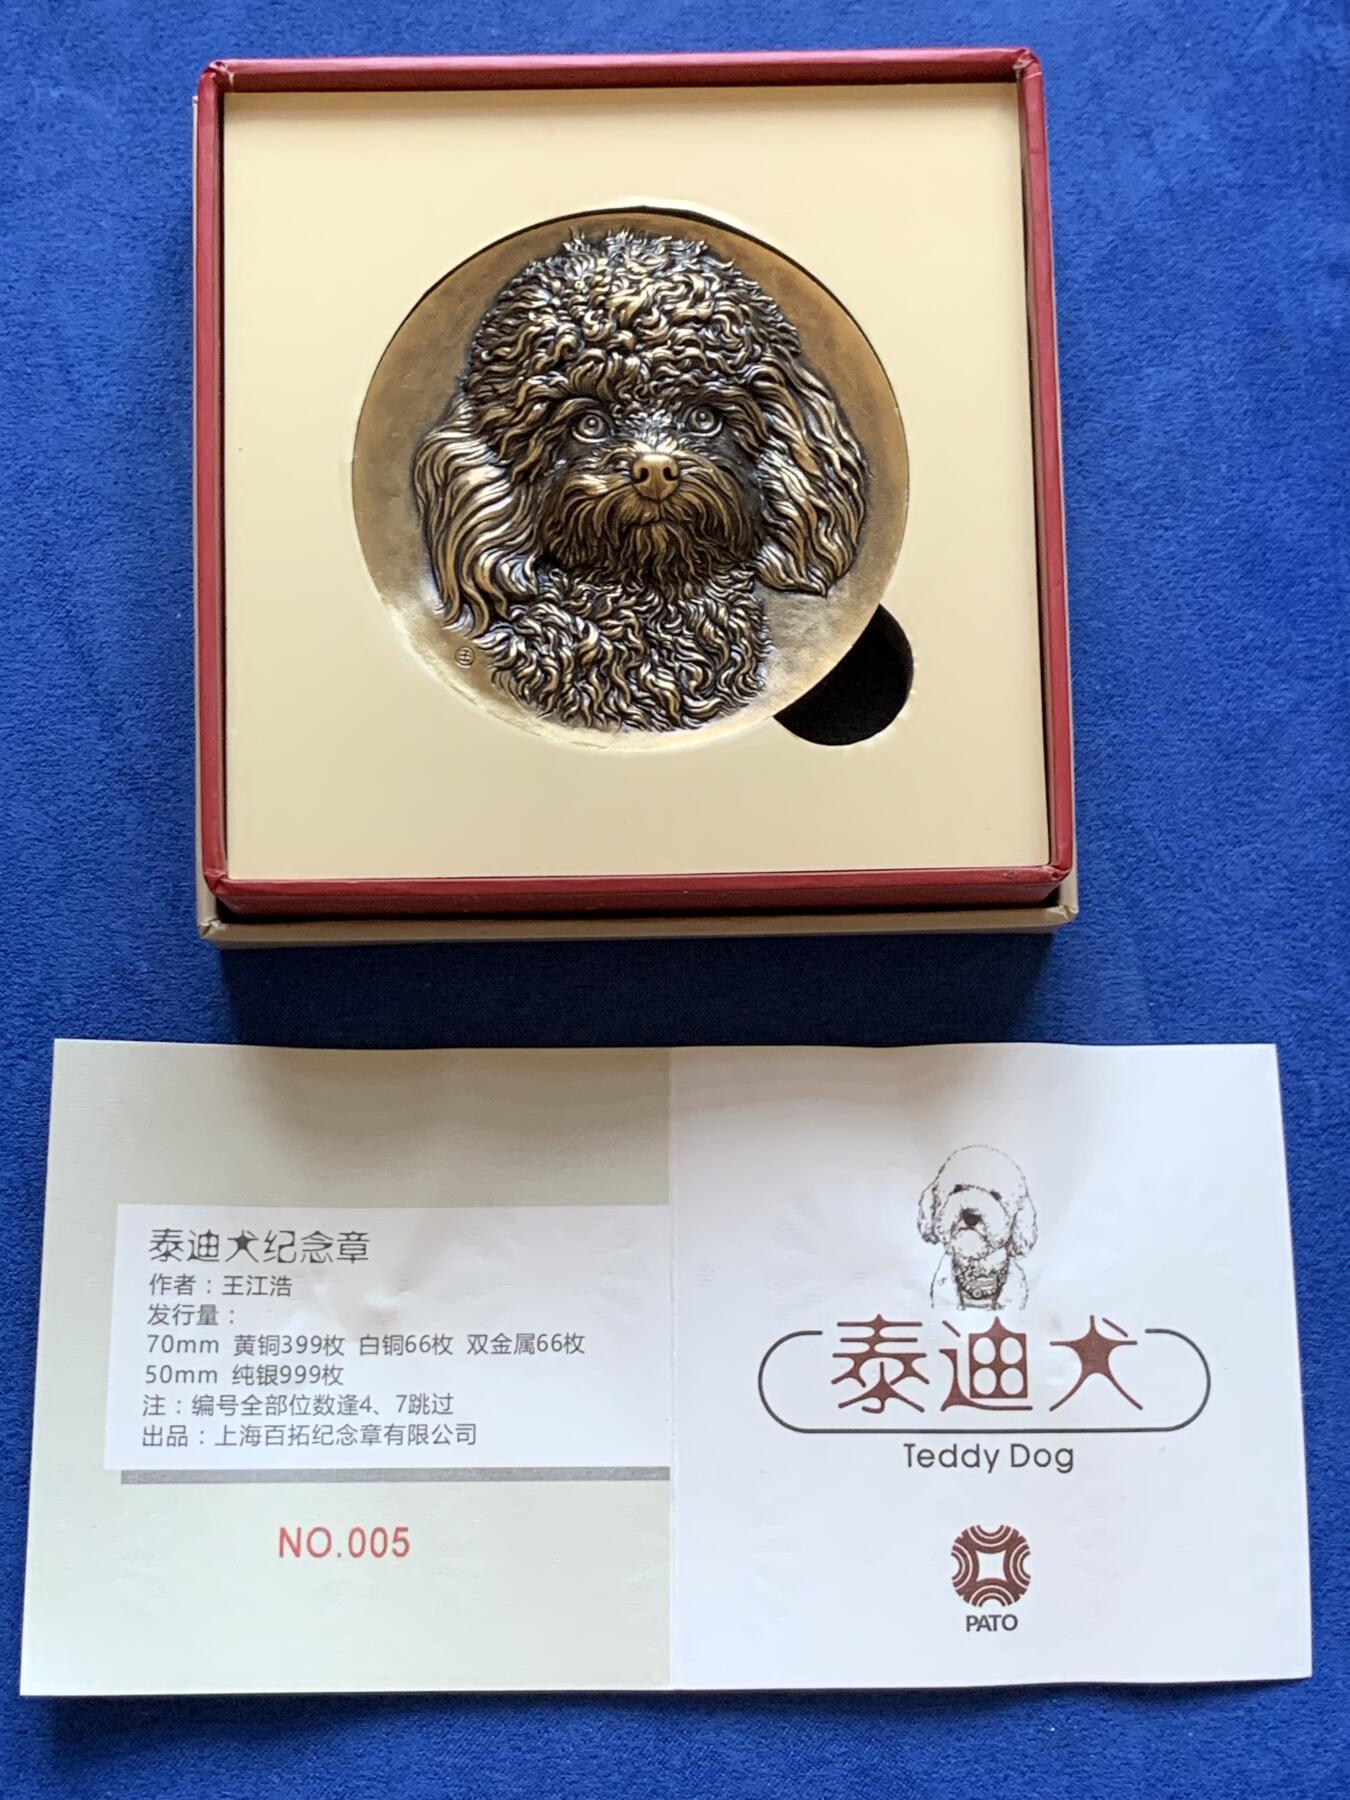 泰迪犬纪念章
作者：王江浩
发行量：
70mm 黄铜399枚 白铜66枚 双金属66枚
50mm 纯银999枚
注：编号全部位数逢4、7跳过
出品：上海百拓纪念章有限公司
NO.005
泰迪犬
Teddy Dog
PATO